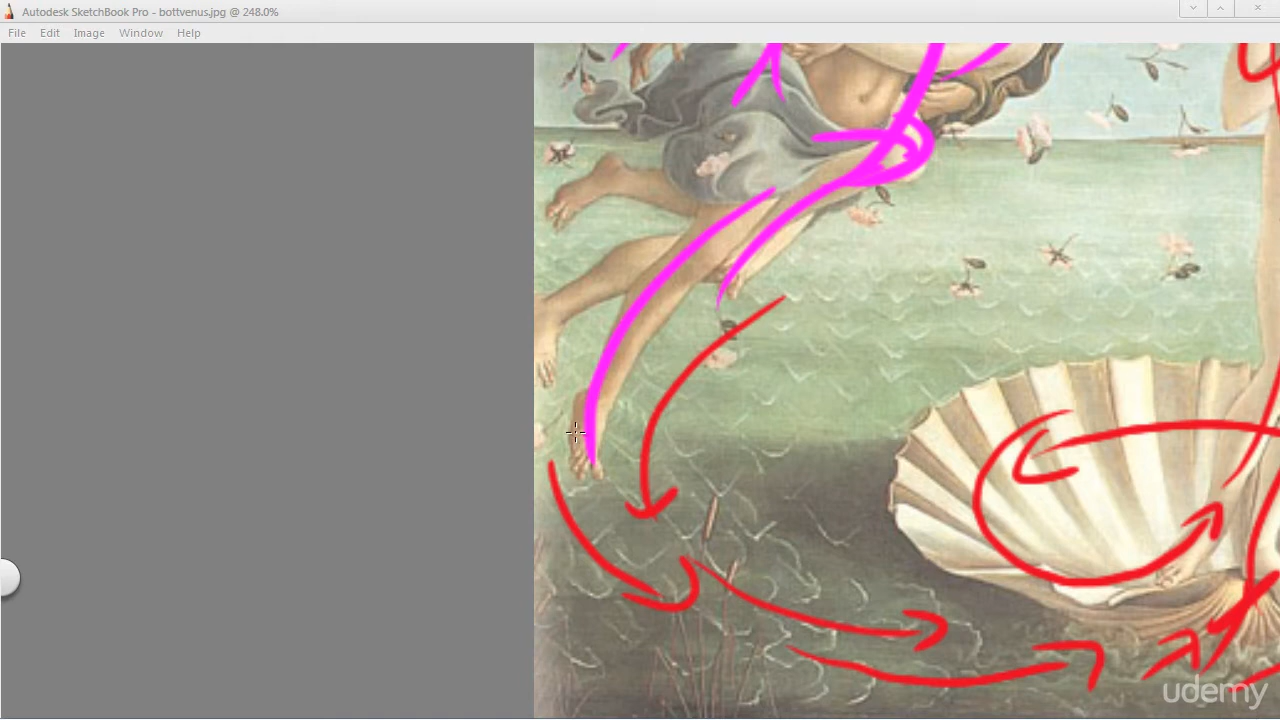 Autodesk SketchBook Pro - bottvenus.jpg @ 248.0%
File Edit Image Window Help
udemy